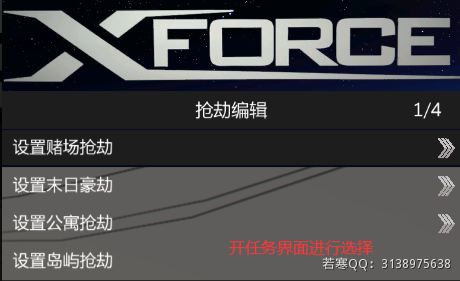 XFORCE
抢劫编辑 1/4
设置赌场抢劫
设置末日豪劫
设置公寓抢劫
开任务界面进行选择
设置岛屿抢劫
若寒QQ：3138975638